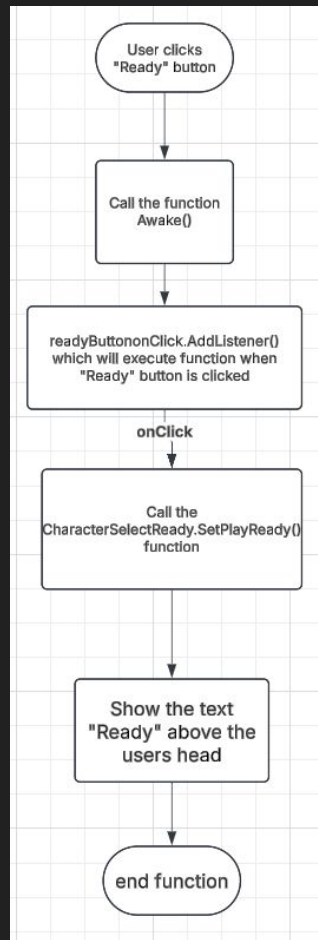 User clicks
"Ready" button
Call the function
Awake()
readyButtononClick.AddListener()
which will execute function when
"Ready" button is clicked
onClick
Call the
CharacterSelectReady.SetPlayReady()
function
Show the text
"Ready" above the
users head
end function